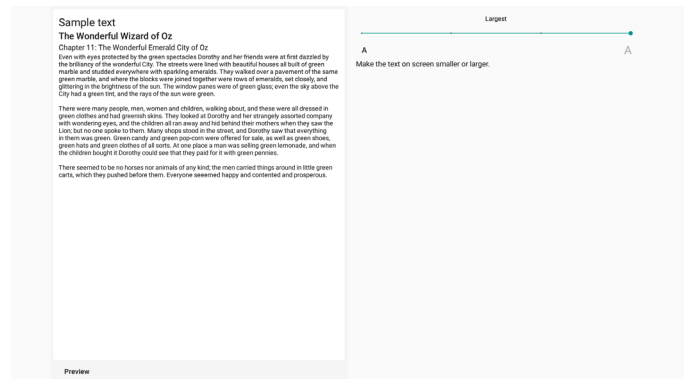 Sample text
The Wonderful Wizard of Oz
Chapter 11: The Wonderful Emerald City of Oz
Even with eyes protected by the green spectacles Dorothy and her friends were at first dazzled by
the brilliancy of the wonderful City. The streets were lined with beautiful houses all built of green
marble and studded everywhere with sparkling emeralds. They walked over a pavement of the same
green marble, and where the blocks were joined together were rows of emeralds, set closely, and
glittering in the brightness of the sun. The window panes were of green glass; even the sky above the
City had a green tint, and the rays of the sun were green.
There were many people, men, women and children, walking about, and these were all dressed in
green clothes and had greenish skins. They looked at Dorothy and her strangely assorted company
with wondering eyes, and the children all ran away and hid behind their mothers when they saw the
Lion; but no one spoke to them. Many shops stood in the street, and Dorothy saw that everything
in them was green. Green candy and green pop-corn were offered for sale, as well as green shoes,
green hats and green clothes of all sorts. At one place a man was selling green lemonade, and when
the children bought it Dorothy could see that they paid for it with green pennies.
There seemed to be no horses nor animals of any kind; the men carried things around in little green
carts, which they pushed before them. Everyone seeemed happy and contented and prosperous.
Preview
Largest
A A
Make the text on screen smaller or larger.